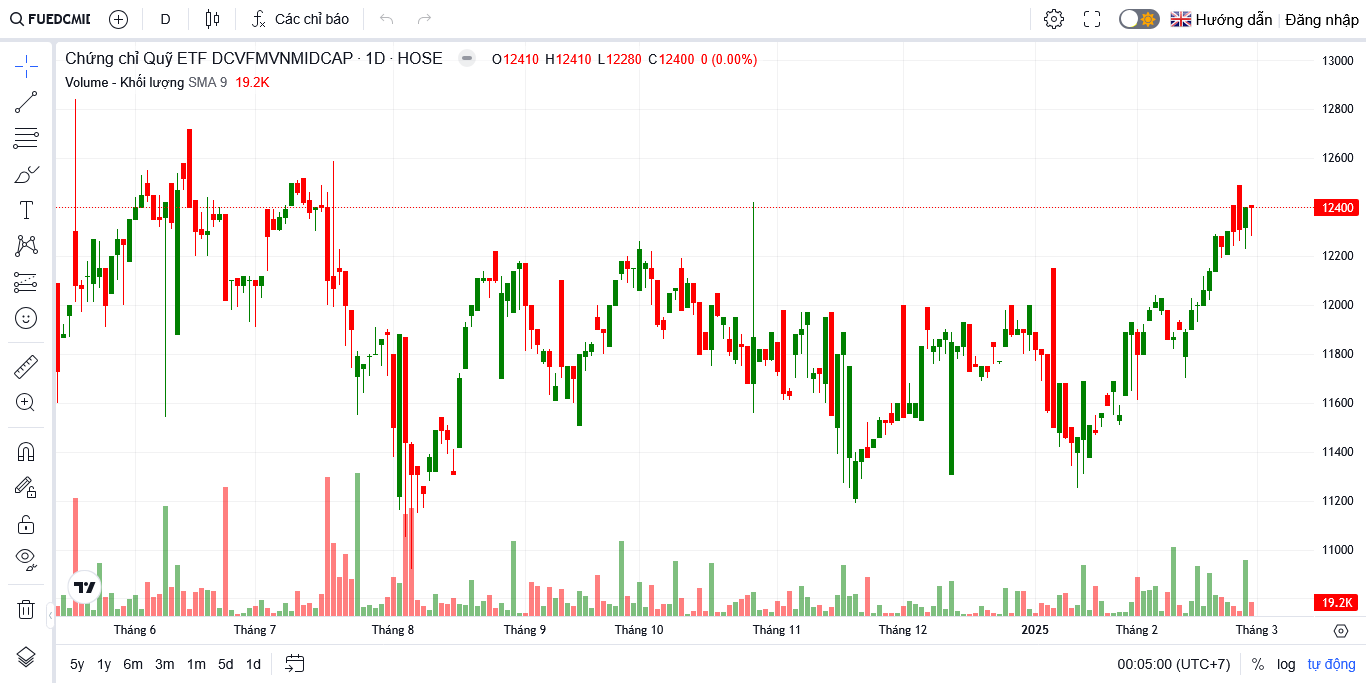 FUEDCMID
D
Các chỉ báo
Hướng dẫn
Đăng nhập
Chứng chỉ Quỹ ETF DCVFMVNMIDCAP · 1D · HOSE
O12410 H12410 L12280 C12400 0 (0.00%)
Volume - Khối lượng SMA 9 19.2K
13000
12800
12600
12400
12200
12000
11800
11600
11400
11200
11000
19.2K
Tháng 6 Tháng 7 Tháng 8 Tháng 9 Tháng 10 Tháng 11 Tháng 12 2025 Tháng 2 Tháng 3
5y 1y 6m 3m 1m 5d 1d
00:05:00 (UTC+7) % log tự động